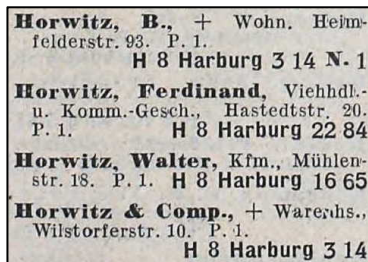 Horwitz, B., + Wohn. Heim-
felderstr. 93. P. 1.
H 8 Harburg 3 14 N. 1
Horwitz, Ferdinand, Viehhdl.-
u. Komm.-Gesch., Hastedtstr. 20.
P. 1. H 8 Harburg 22 84
Horwitz, Walter, Kfm., Mühlen-
str. 18. P. 1. H 8 Harburg 16 65
Horwitz & Comp., + Warenhs.,
Wilstorferstr. 10. P. 1.
H 8 Harburg 3 14